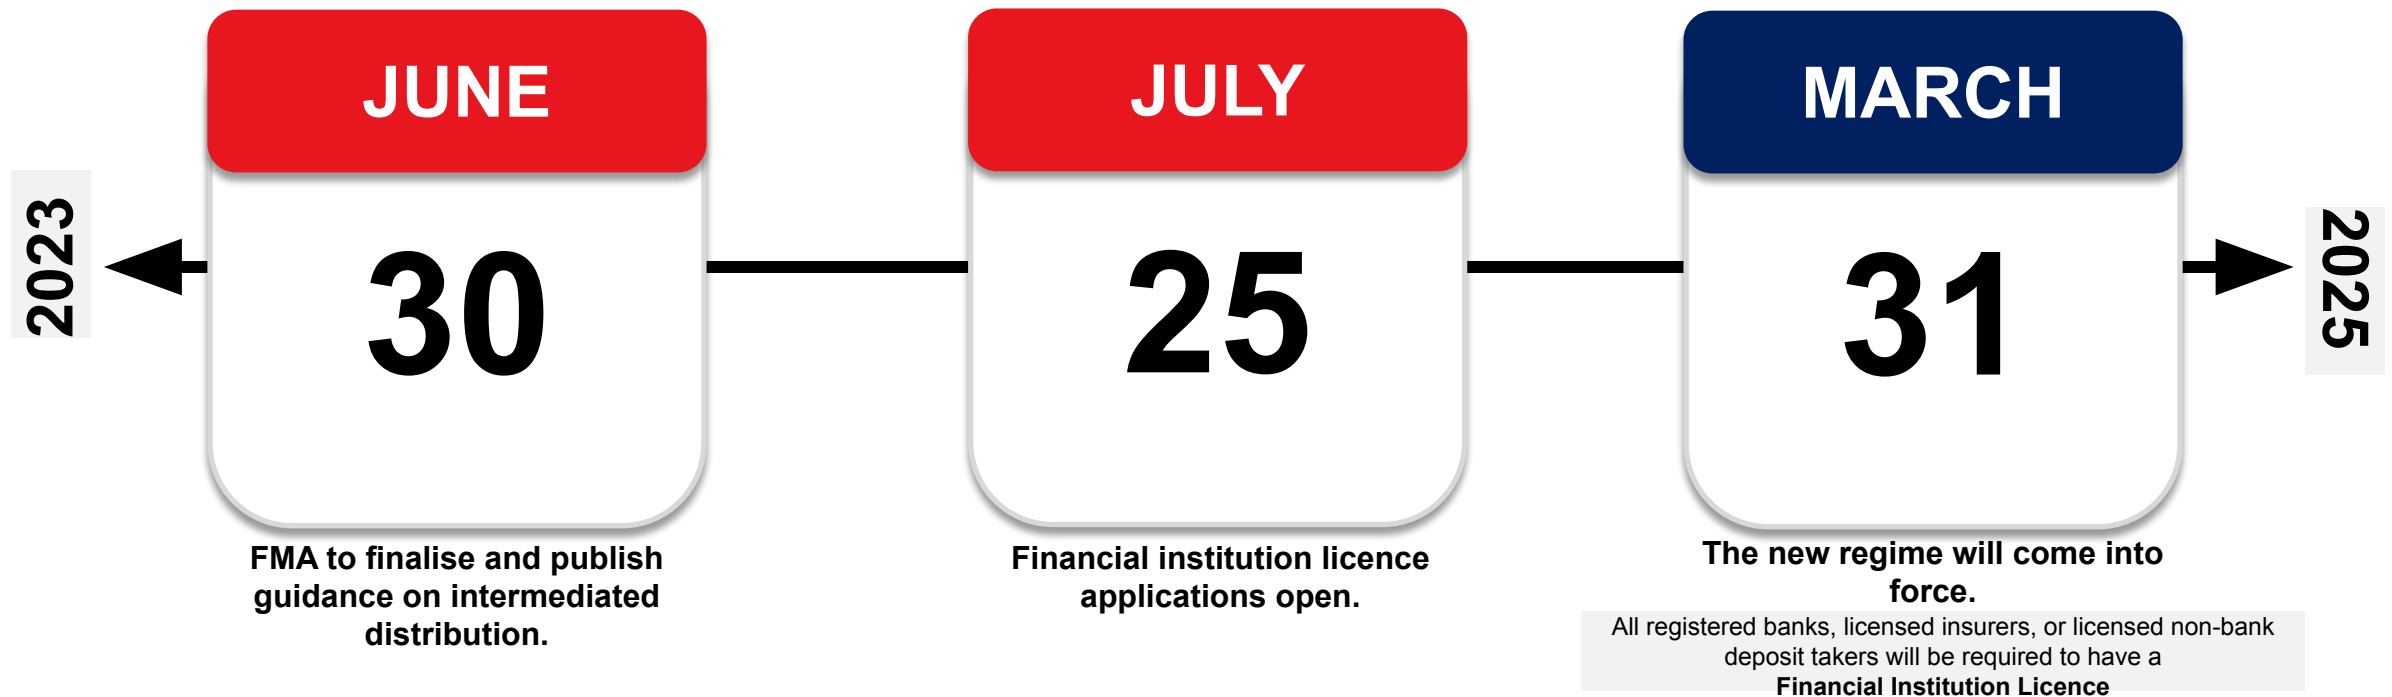 2023
JUNE
30
FMA to finalise and publish
guidance on intermediated
distribution.
JULY
25
Financial institution licence
applications open.
MARCH
31
The new regime will come into
force.
All registered banks, licensed insurers, or licensed non-bank
deposit takers will be required to have a
Financial Institution Licence
2025